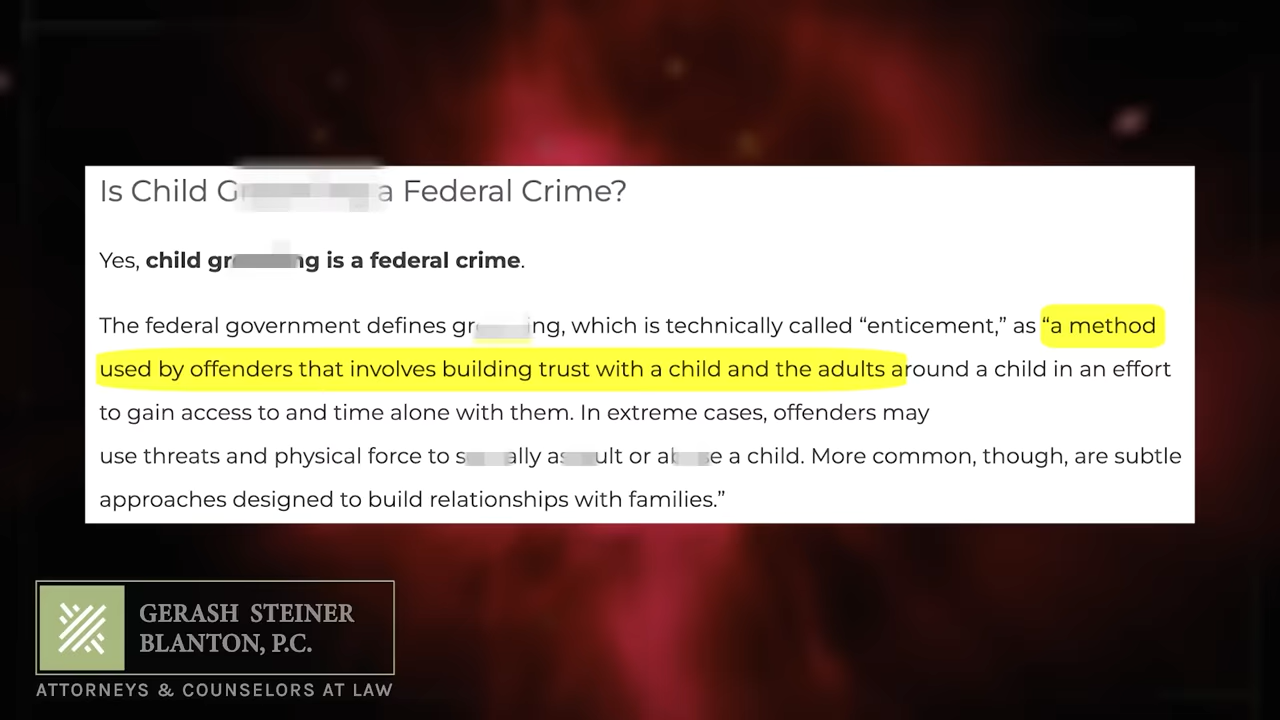 Is Child a Federal Crime?
Yes, child is a federal crime.
The federal government defines which is technically called “enticement,” as “a method
used by offenders that involves building trust with a child and the adults around a child in an effort
to gain access to and time alone with them. In extreme cases, offenders may
use threats and physical force to or a child. More common, though, are subtle
approaches designed to build relationships with families.”
GERASH STEINER
BLANTON, P.C.
ATTORNEYS & COUNSELORS AT LAW